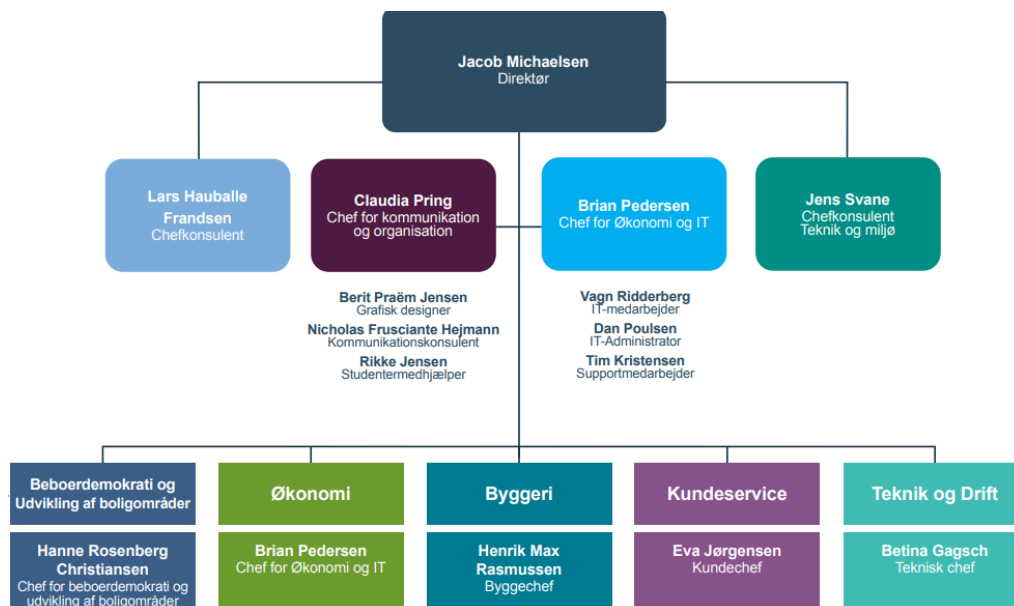 Jacob Michaelsen
Direktør
Lars Hauballe
Frandsen
Chefkonsulent
Claudia Pring
Chef for kommunikation
og organisation
Brian Pedersen
Chef for Økonomi og IT
Jens Svane
Chefkonsulent
Teknik og miljø
Berit Praëm Jensen
Grafisk designer
Nicholas Frusciante Hejmann
Kommunikationskonsulent
Rikke Jensen
Studentermedhjælper
Vagn Ridderberg
IT-medarbejder
Dan Poulsen
IT-Administrator
Tim Kristensen
Supportmedarbejder
Beboerdemokrati og
Udvikling af boligområder
Økonomi
Byggeri
Kundeservice
Teknik og Drift
Hanne Rosenberg
Christiansen
Chef for beboerdemokrati og
udvikling af boligområder
Brian Pedersen
Chef for Økonomi og IT
Henrik Max
Rasmussen
Byggechef
Eva Jørgensen
Kundechef
Betina Gagsch
Teknisk chef